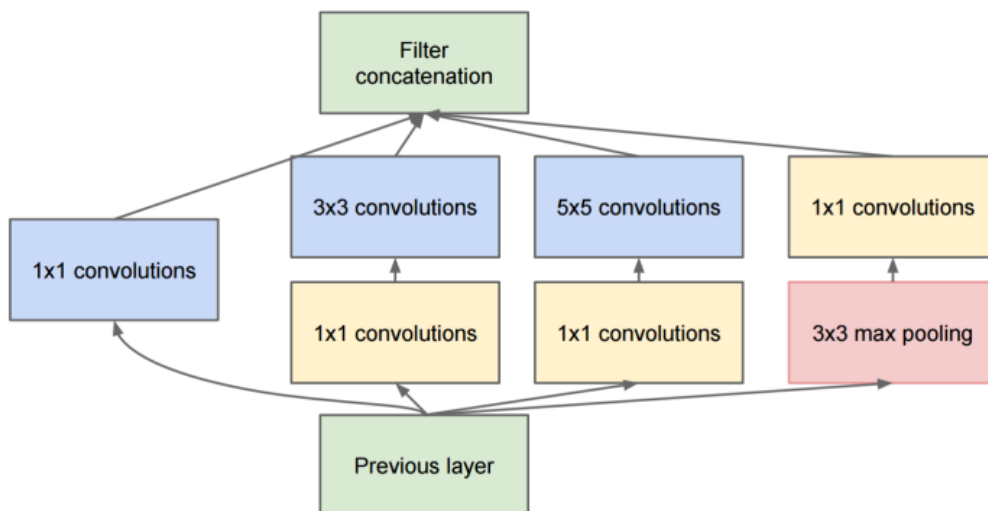 Filter
concatenation
3x3 convolutions
5x5 convolutions
1x1 convolutions
1x1 convolutions
1x1 convolutions
1x1 convolutions
3x3 max pooling
Previous layer